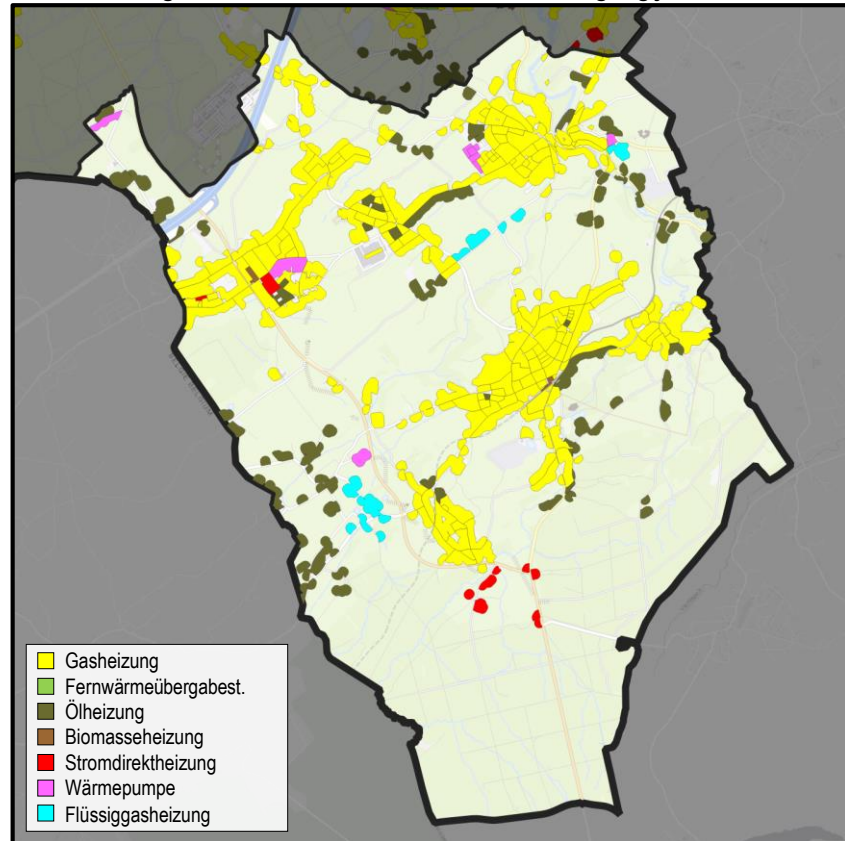 Gasheizung
Fernwärmeübergabest.
Ölheizung
Biomasseheizung
Stromdirektheizung
Wärmepumpe
Flüssiggasheizung